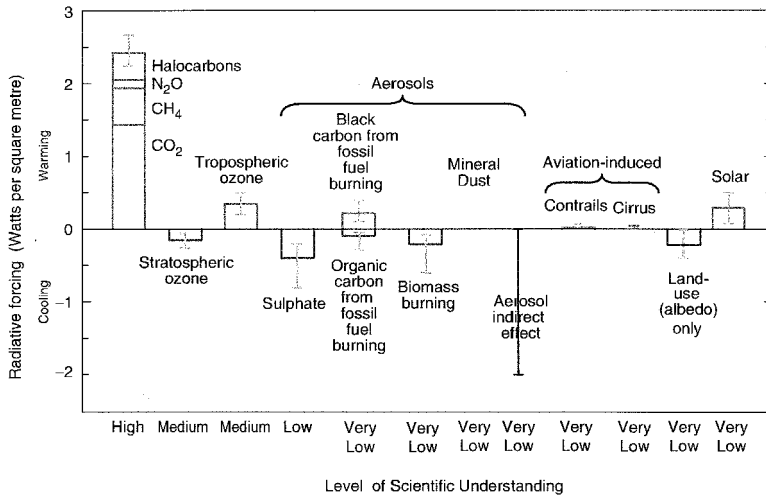 Radiative forcing (Watts per square metre)
Warming
Cooling
3
2
1
0
−1
−2
Halocarbons
N2O
CH4
CO2
Stratospheric
ozone
Tropospheric
ozone
Aerosols
Sulphate
Black
carbon from
fossil
fuel
burning
Organic
carbon
from
fossil
fuel
burning
Biomass
burning
Mineral
Dust
Aerosol
indirect
effect
Aviation-induced
Contrails
Cirrus
Land-
use
(albedo)
only
Solar
High
Medium
Medium
Low
Very
Low
Very
Low
Very
Low
Very
Low
Very
Low
Very
Low
Very
Low
Very
Low
Level of Scientific Understanding